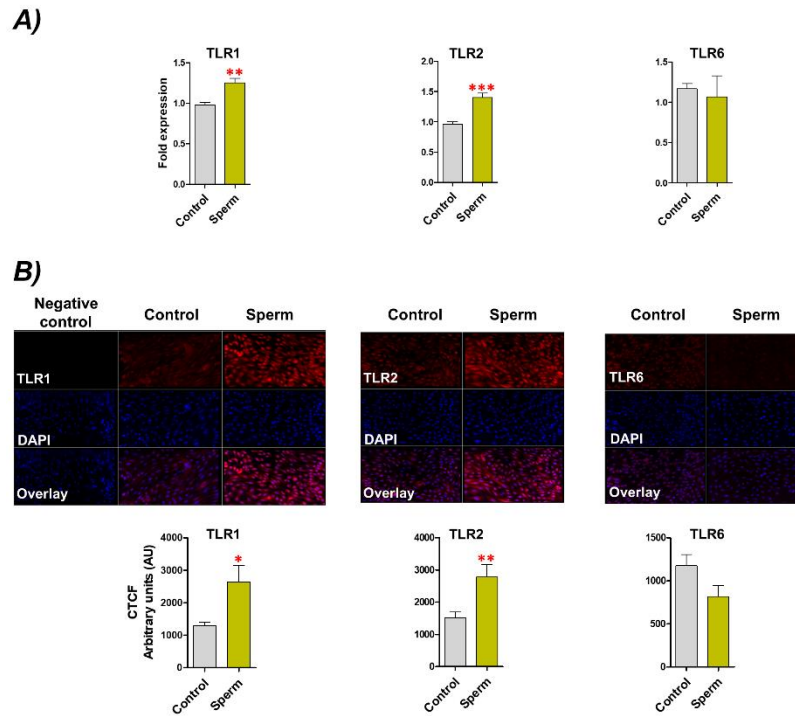 A)
TLR1
Fold expression
1.5
1.0
0.5
0.0
**
Control
Sperm
TLR2
2.0
1.5
1.0
0.5
0.0
***
Control
Sperm
TLR6
1.5
1.0
0.5
0.0
Control
Sperm
B)
Negative
control
Control
Sperm
TLR1
DAPI
Overlay
Control
Sperm
TLR2
DAPI
Overlay
Control
Sperm
TLR6
DAPI
Overlay
TLR1
CTCF
Arbitrary units (AU)
4000
3000
2000
1000
0
*
Control
Sperm
TLR2
4000
3000
2000
1000
0
**
Control
Sperm
TLR6
1500
1000
500
0
Control
Sperm